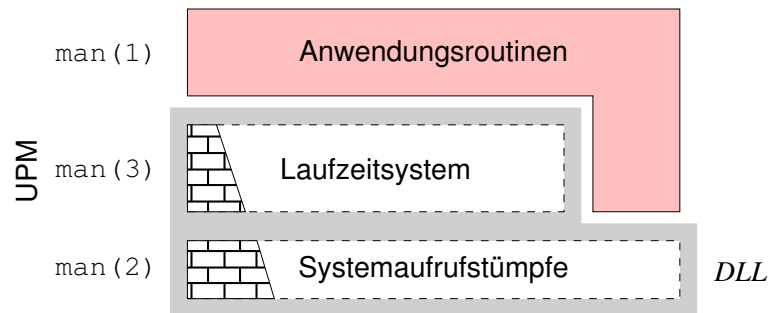 man(1) Anwendungsroutinen
UPM
man(3) Laufzeitsystem
man(2) Systemaufrufstümpfe DLL